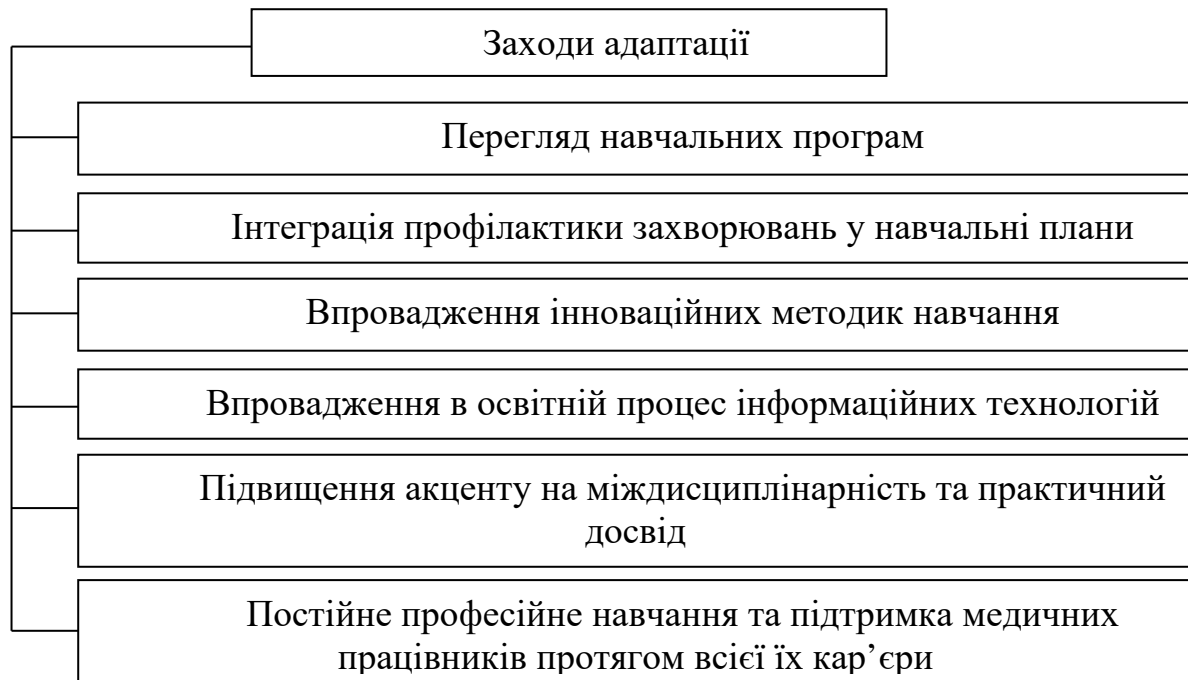 Заходи адаптації
Перегляд навчальних програм
Інтеграція профілактики захворювань у навчальні плани
Впровадження інноваційних методик навчання
Впровадження в освітній процес інформаційних технологій
Підвищення акценту на міждисциплінарність та практичний
досвід
Постійне професійне навчання та підтримка медичних
працівників протягом всієї їх кар’єри